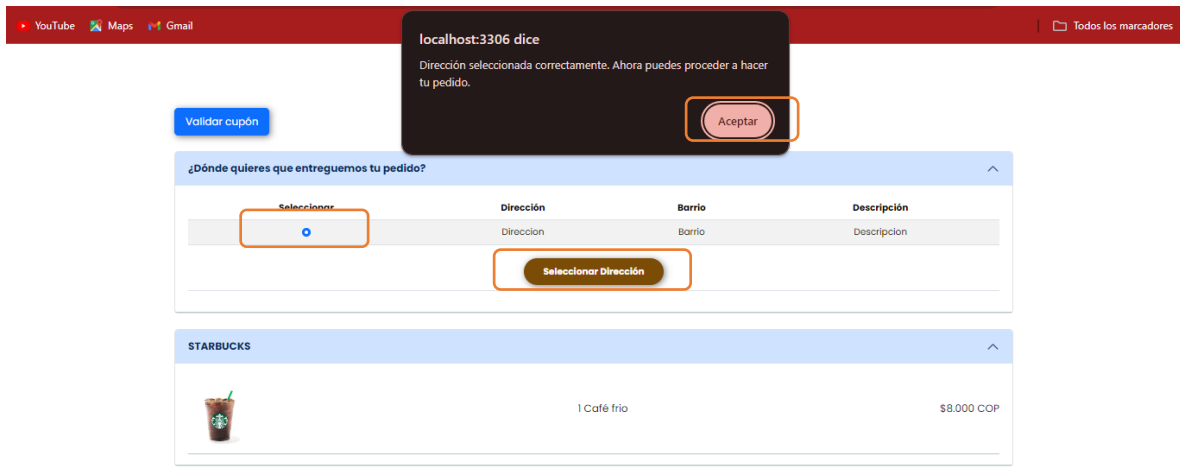 YouTube Maps Gmail
Todos los marcadores
localhost:3306 dice
Dirección seleccionada correctamente. Ahora puedes proceder a hacer
tu pedido.
Aceptar
Validar cupón
¿Dónde quieres que entreguemos tu pedido?
Seleccionar Dirección Barrio Descripción
Direccion Barrio Descripcion
Seleccionar Dirección
STARBUCKS
1 Café frio $8.000 COP